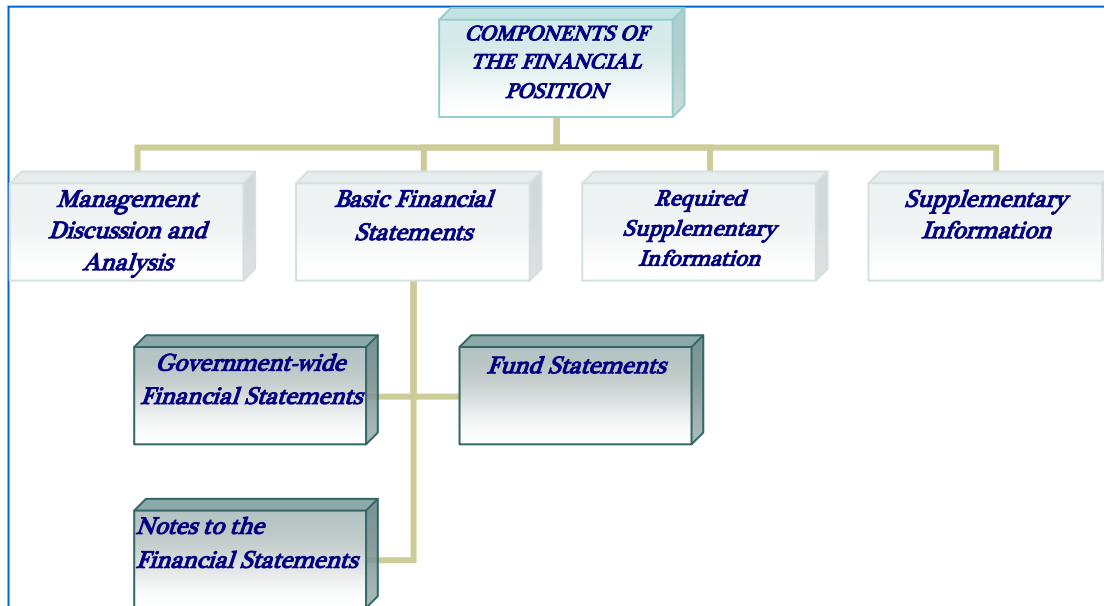 COMPONENTS OF
THE FINANCIAL
POSITION
Management
Discussion and
Analysis
Basic Financial
Statements
Required
Supplementary
Information
Supplementary
Information
Government-wide
Financial Statements
Fund Statements
Notes to the
Financial Statements